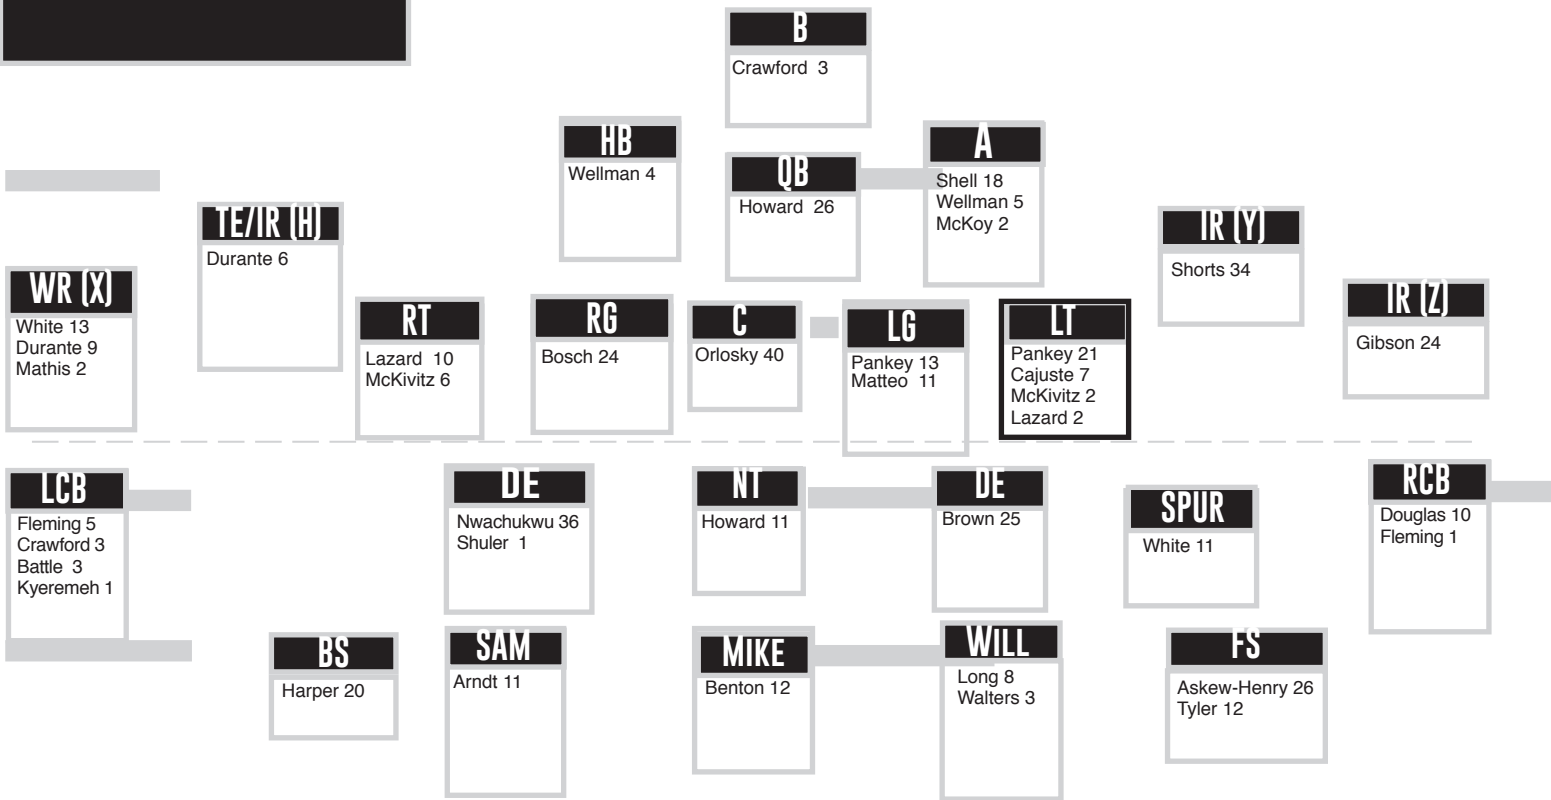 B
Crawford 3
HB
Wellman 4
QB
Howard 26
A
Shell 18
Wellman 5
McKoy 2
TE/IR (H)
Durante 6
IR (Y)
Shorts 34
WR (X)
White 13
Durante 9
Mathis 2
RT
Lazard 10
McKivitz 6
RG
Bosch 24
C
Orlosky 40
LG
Pankey 13
Matteo 11
LT
Pankey 21
Cajuste 7
McKivitz 2
Lazard 2
IR (Z)
Gibson 24
LCB
Fleming 5
Crawford 3
Battle 3
Kyeremeh 1
DE
Nwachukwu 36
Shuler 1
NT
Howard 11
DE
Brown 25
SPUR
White 11
RCB
Douglas 10
Fleming 1
BS
Harper 20
SAM
Arndt 11
MIKE
Benton 12
WILL
Long 8
Walters 3
FS
Askew-Henry 26
Tyler 12